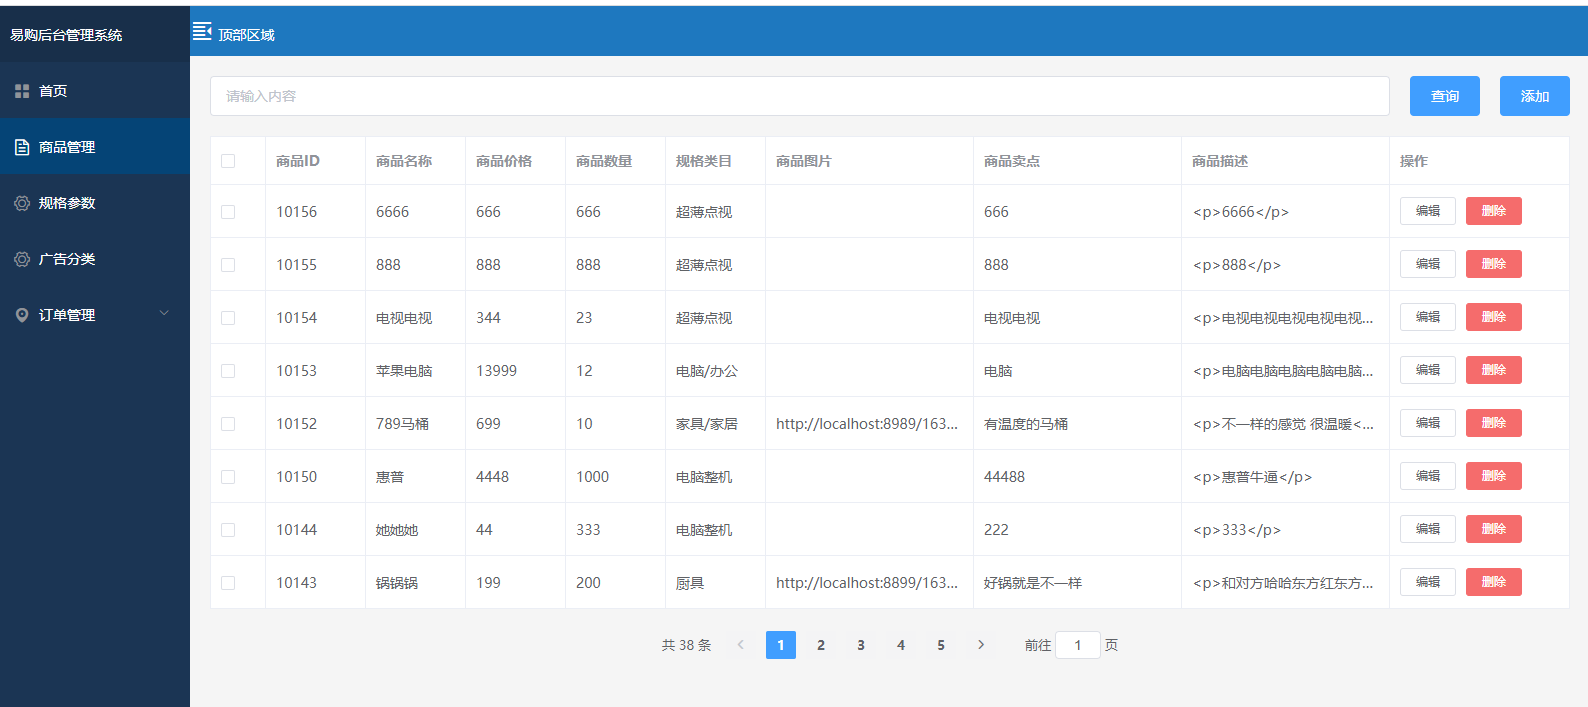 易购后台管理系统
顶部区域
首页
商品管理
规格参数
广告分类
订单管理
请输入内容
查询
添加
商品ID 商品名称 商品价格 商品数量 规格类目 商品图片 商品卖点 商品描述 操作
10156 6666 666 666 超薄点视 666 <p>6666</p> 编辑 删除
10155 888 888 888 超薄点视 888 <p>888</p> 编辑 删除
10154 电视电视 344 23 超薄点视 电视电视 <p>电视电视电视电视电视... 编辑 删除
10153 苹果电脑 13999 12 电脑/办公 电脑 <p>电脑电脑电脑电脑电脑... 编辑 删除
10152 789马桶 699 10 家具/家居 http://localhost:8989/163... 有温度的马桶 <p>不一样的感觉 很温暖<... 编辑 删除
10150 惠普 4448 1000 电脑整机 44488 <p>惠普牛逼</p> 编辑 删除
10144 她她她 44 333 电脑整机 222 <p>333</p> 编辑 删除
10143 锅锅锅 199 200 厨具 http://localhost:8899/163... 好锅就是不一样 <p>和对方哈哈东方红东方... 编辑 删除
共 38 条 1 2 3 4 5 前往 1 页